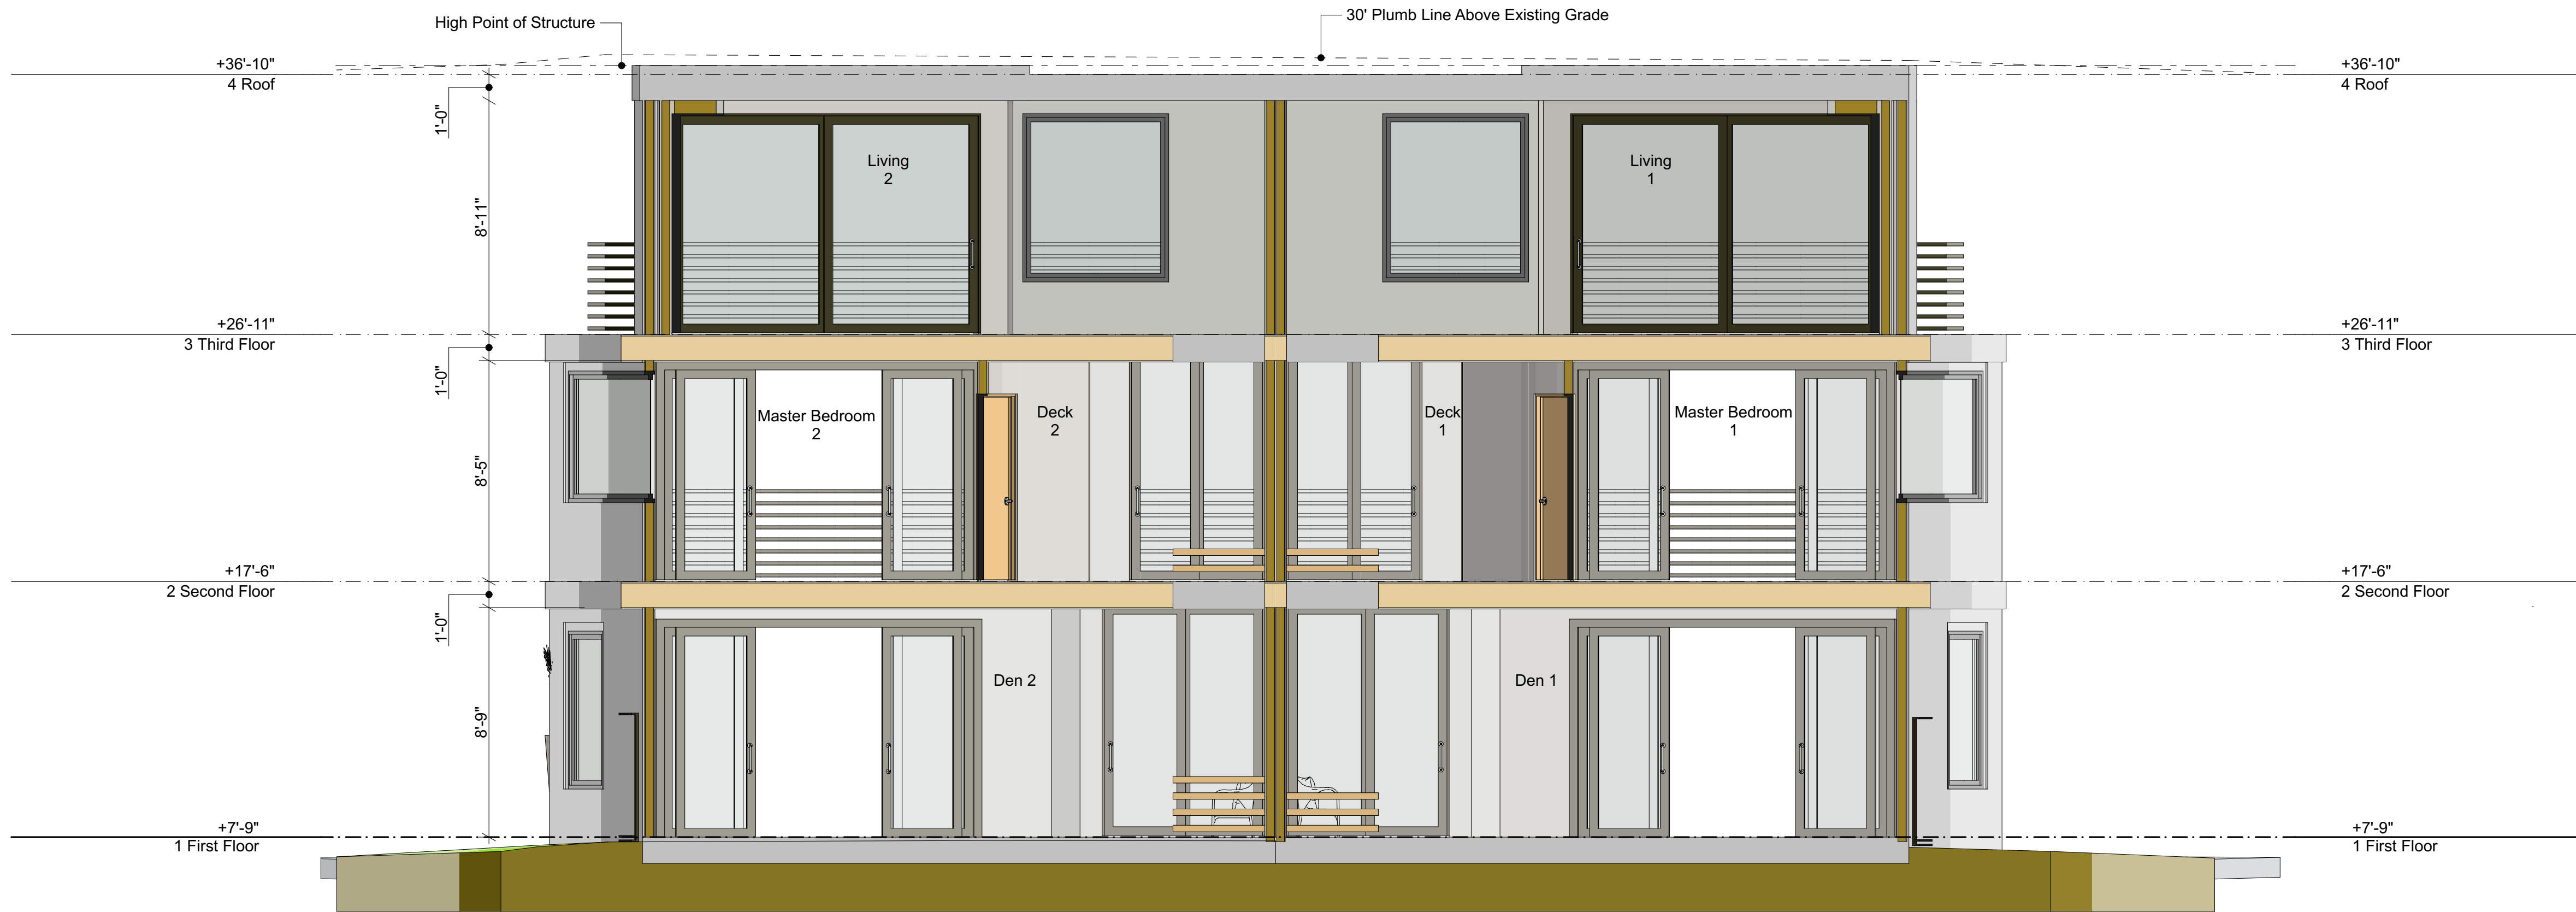 High Point of Structure
30' Plumb Line Above Existing Grade
+36'-10"
4 Roof
+36'-10"
4 Roof
1'-0"
8'-11"
Living
2
Living
1
+26'-11"
3 Third Floor
+26'-11"
3 Third Floor
1'-0"
8'-5"
Master Bedroom
2
Deck
2
Deck
1
Master Bedroom
1
+17'-6"
2 Second Floor
+17'-6"
2 Second Floor
1'-0"
8'-9"
Den 2
Den 1
+7'-9"
1 First Floor
+7'-9"
1 First Floor